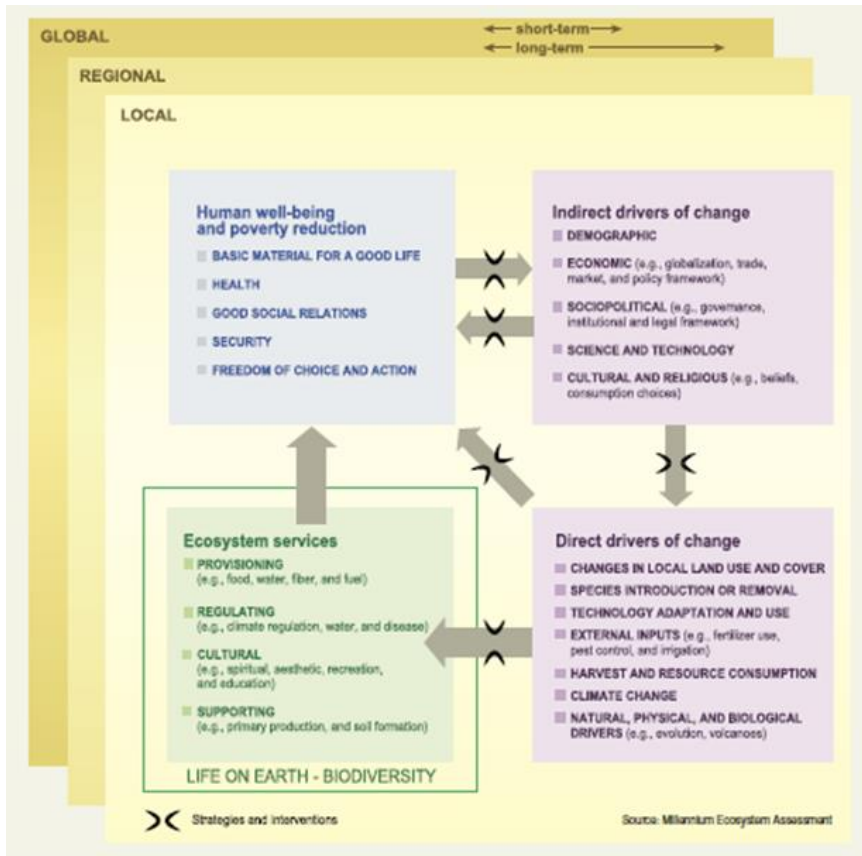 GLOBAL
short-term
long-term
REGIONAL
LOCAL
Human well-being
and poverty reduction
BASIC MATERIAL FOR A GOOD LIFE
HEALTH
GOOD SOCIAL RELATIONS
SECURITY
FREEDOM OF CHOICE AND ACTION
Indirect drivers of change
DEMOGRAPHIC
ECONOMIC (e.g., globalization, trade,
market, and policy framework)
SOCIOPOLITICAL (e.g., governance,
institutional and legal framework)
SCIENCE AND TECHNOLOGY
CULTURAL AND RELIGIOUS (e.g., beliefs,
consumption choices)
Ecosystem services
PROVISIONING
(e.g., food, water, fiber, and fuel)
REGULATING
(e.g., climate regulation, water, and disease)
CULTURAL
(e.g., spiritual, aesthetic, recreation,
and education)
SUPPORTING
(e.g., primary production, and soil formation)
LIFE ON EARTH - BIODIVERSITY
Direct drivers of change
CHANGES IN LOCAL LAND USE AND COVER
SPECIES INTRODUCTION OR REMOVAL
TECHNOLOGY ADAPTATION AND USE
EXTERNAL INPUTS (e.g., fertilizer use,
pest control, and irrigation)
HARVEST AND RESOURCE CONSUMPTION
CLIMATE CHANGE
NATURAL, PHYSICAL, AND BIOLOGICAL
DRIVERS (e.g., evolution, volcanoes)
Strategies and interventions
Source: Millennium Ecosystem Assessment